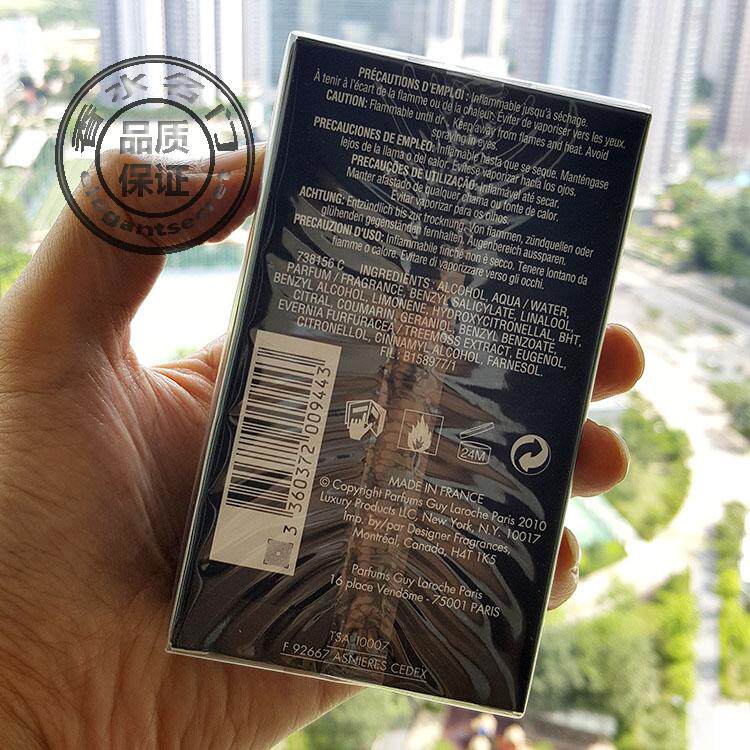 香水会门
品质
保证
elegantsecret
PRÉCAUTIONS D'EMPLOI : Inflammable jusqu'à séchage.
À tenir à l'écart de la flamme ou de la chaleur. Éviter de vaporiser vers les yeux.
CAUTION: Flammable until dry. Keep away from flames and heat. Avoid
spraying in eyes.
PRECAUCIONES DE EMPLEO: Inflamable hasta que se seque. Manténgase
lejos de la llama o del calor. Evitese vaporizar hacia los ojos.
PRECAUÇÕES DE UTILIZAÇÃO: Inflamável até secar.
Manter afastado de qualquer chama ou fonte de calor.
Evitar vaporizar para os olhos.
ACHTUNG: Entzündlich bis zur trocknung. Von flammen, zündquellen oder
glühenden gegenständen fernhalten. Augenbereich aussparen.
PRECAUZIONI D'USO: Infiammabile finché non è secco. Tenere lontano da
fiamme o calore. Evitare di vaporizzare verso gli occhi.
738156 C INGREDIENTS : ALCOHOL, AQUA / WATER,
PARFUM / FRAGRANCE, BENZYL SALICYLATE, LINALOOL,
BENZYL ALCOHOL, LIMONENE, HYDROXYCITRONELLAL, BHT,
CITRAL, COUMARIN, GERANIOL, BENZYL BENZOATE,
EVERNIA FURFURACEA / TREEMOSS EXTRACT, EUGENOL,
CITRONELLOL, CINNAMYL ALCOHOL, FARNESOL.
FIL : B158977/1
3 360372 009443
24M
MADE IN FRANCE
© Copyright Parfums Guy Laroche Paris 2010
Luxury Products LLC, New York, N.Y. 10017
Imp. by/par Designer Fragrances,
Montréal, Canada, H4T 1K5
Parfums Guy Laroche Paris
16 place Vendôme - 75001 PARIS
TSA 10007
F 92667 ASNIERES CEDEX